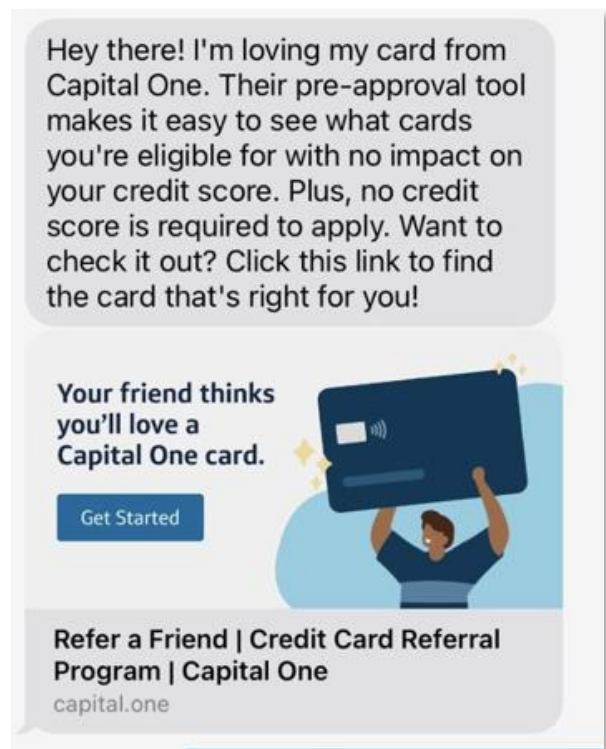 Hey there! I'm loving my card from
Capital One. Their pre-approval tool
makes it easy to see what cards
you're eligible for with no impact on
your credit score. Plus, no credit
score is required to apply. Want to
check it out? Click this link to find
the card that's right for you!
Your friend thinks
you'll love a
Capital One card.
Get Started
Refer a Friend | Credit Card Referral
Program | Capital One
capital.one